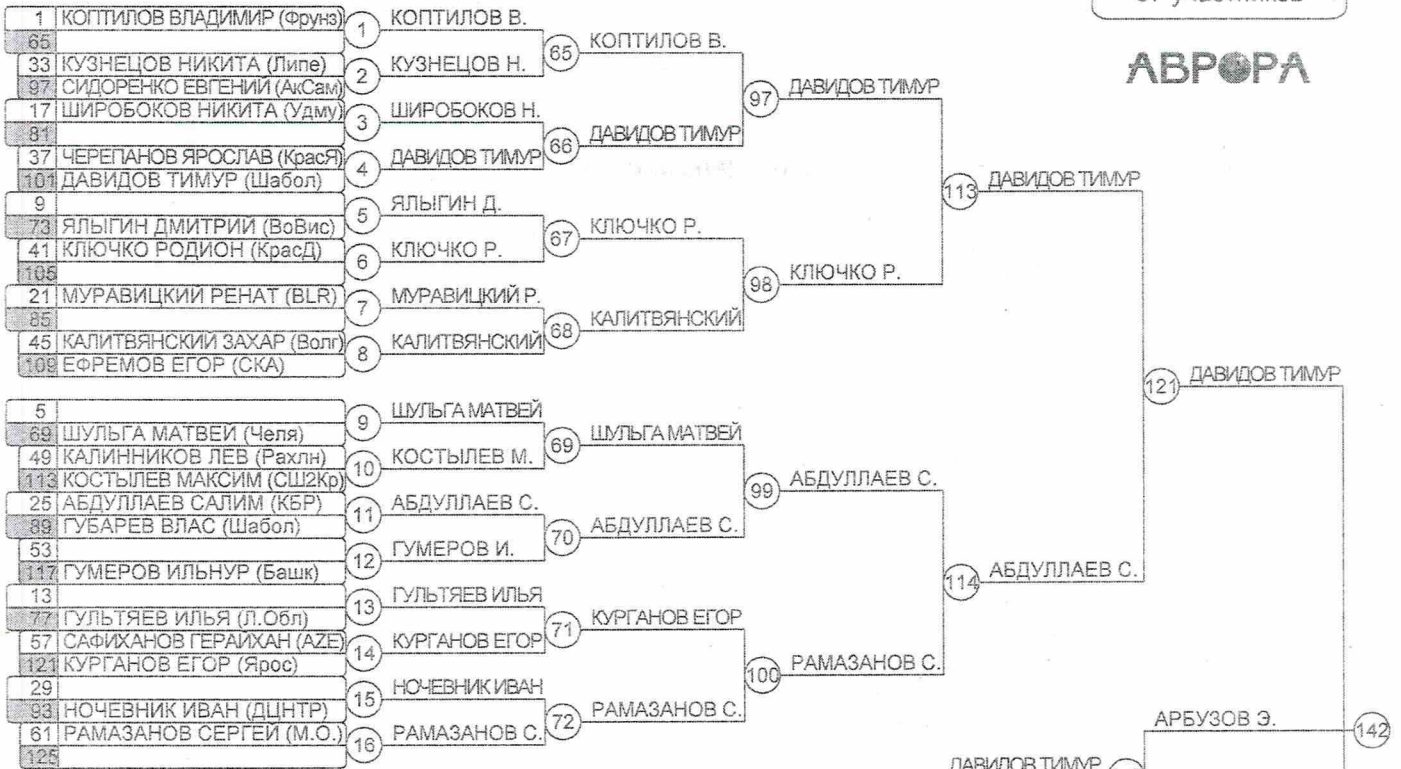 67 участников
АВРОРА
1 КОПТИЛОВ ВЛАДИМИР (Фрунз)
65
33 КУЗНЕЦОВ НИКИТА (Липе)
97 СИДОРЕНКО ЕВГЕНИЙ (АкСам)
17 ШИРОБОКОВ НИКИТА (Удму)
81
37 ЧЕРЕПАНОВ ЯРОСЛАВ (КрасЯ)
101 ДАВИДОВ ТИМУР (Шабол)
9
73 ЯЛЫГИН ДМИТРИЙ (ВоВис)
41 КЛЮЧКО РОДИОН (КрасД)
105
21 МУРАВИЦКИЙ РЕНАТ (BLR)
85
45 КАЛИТВЯНСКИЙ ЗАХАР (Волг)
109 ЕФРЕМОВ ЕГОР (СКА)
5
69 ШУЛЬГА МАТВЕЙ (Челя)
49 КАЛИННИКОВ ЛЕВ (Рахлн)
113 КОСТЫЛЕВ МАКСИМ (СШ2Кр)
25 АБДУЛЛАЕВ САЛИМ (КБР)
89 ГУБАРЕВ ВЛАС (Шабол)
53
117 ГУМЕРОВ ИЛЬНУР (Башк)
13
77 ГУЛЬТЯЕВ ИЛЬЯ (Л.Обл)
57 САФИХАНОВ ГЕРАЙХАН (AZE)
121 КУРГАНОВ ЕГОР (Ярос)
29
93 НОЧЕВНИК ИВАН (ДЦНТР)
61 РАМАЗАНОВ СЕРГЕЙ (М.О.)
125
1 КОПТИЛОВ В.
2 КУЗНЕЦОВ Н.
3 ШИРОБОКОВ Н.
4 ДАВИДОВ ТИМУР
5 ЯЛЫГИН Д.
6 КЛЮЧКО Р.
7 МУРАВИЦКИЙ Р.
8 КАЛИТВЯНСКИЙ
9 ШУЛЬГА МАТВЕЙ
10 КОСТЫЛЕВ М.
11 АБДУЛЛАЕВ С.
12 ГУМЕРОВ И.
13 ГУЛЬТЯЕВ ИЛЬЯ
14 КУРГАНОВ ЕГОР
15 НОЧЕВНИК ИВАН
16 РАМАЗАНОВ С.
65 КОПТИЛОВ В.
66 ДАВИДОВ ТИМУР
67 КЛЮЧКО Р.
68 КАЛИТВЯНСКИЙ
69 ШУЛЬГА МАТВЕЙ
70 АБДУЛЛАЕВ С.
71 КУРГАНОВ ЕГОР
72 РАМАЗАНОВ С.
97 ДАВИДОВ ТИМУР
98 КЛЮЧКО Р.
99 АБДУЛЛАЕВ С.
100 РАМАЗАНОВ С.
113 ДАВИДОВ ТИМУР
114 АБДУЛЛАЕВ С.
121 ДАВИДОВ ТИМУР
АРБУЗОВ Э. 142
ДАВИДОВ ТИМУР